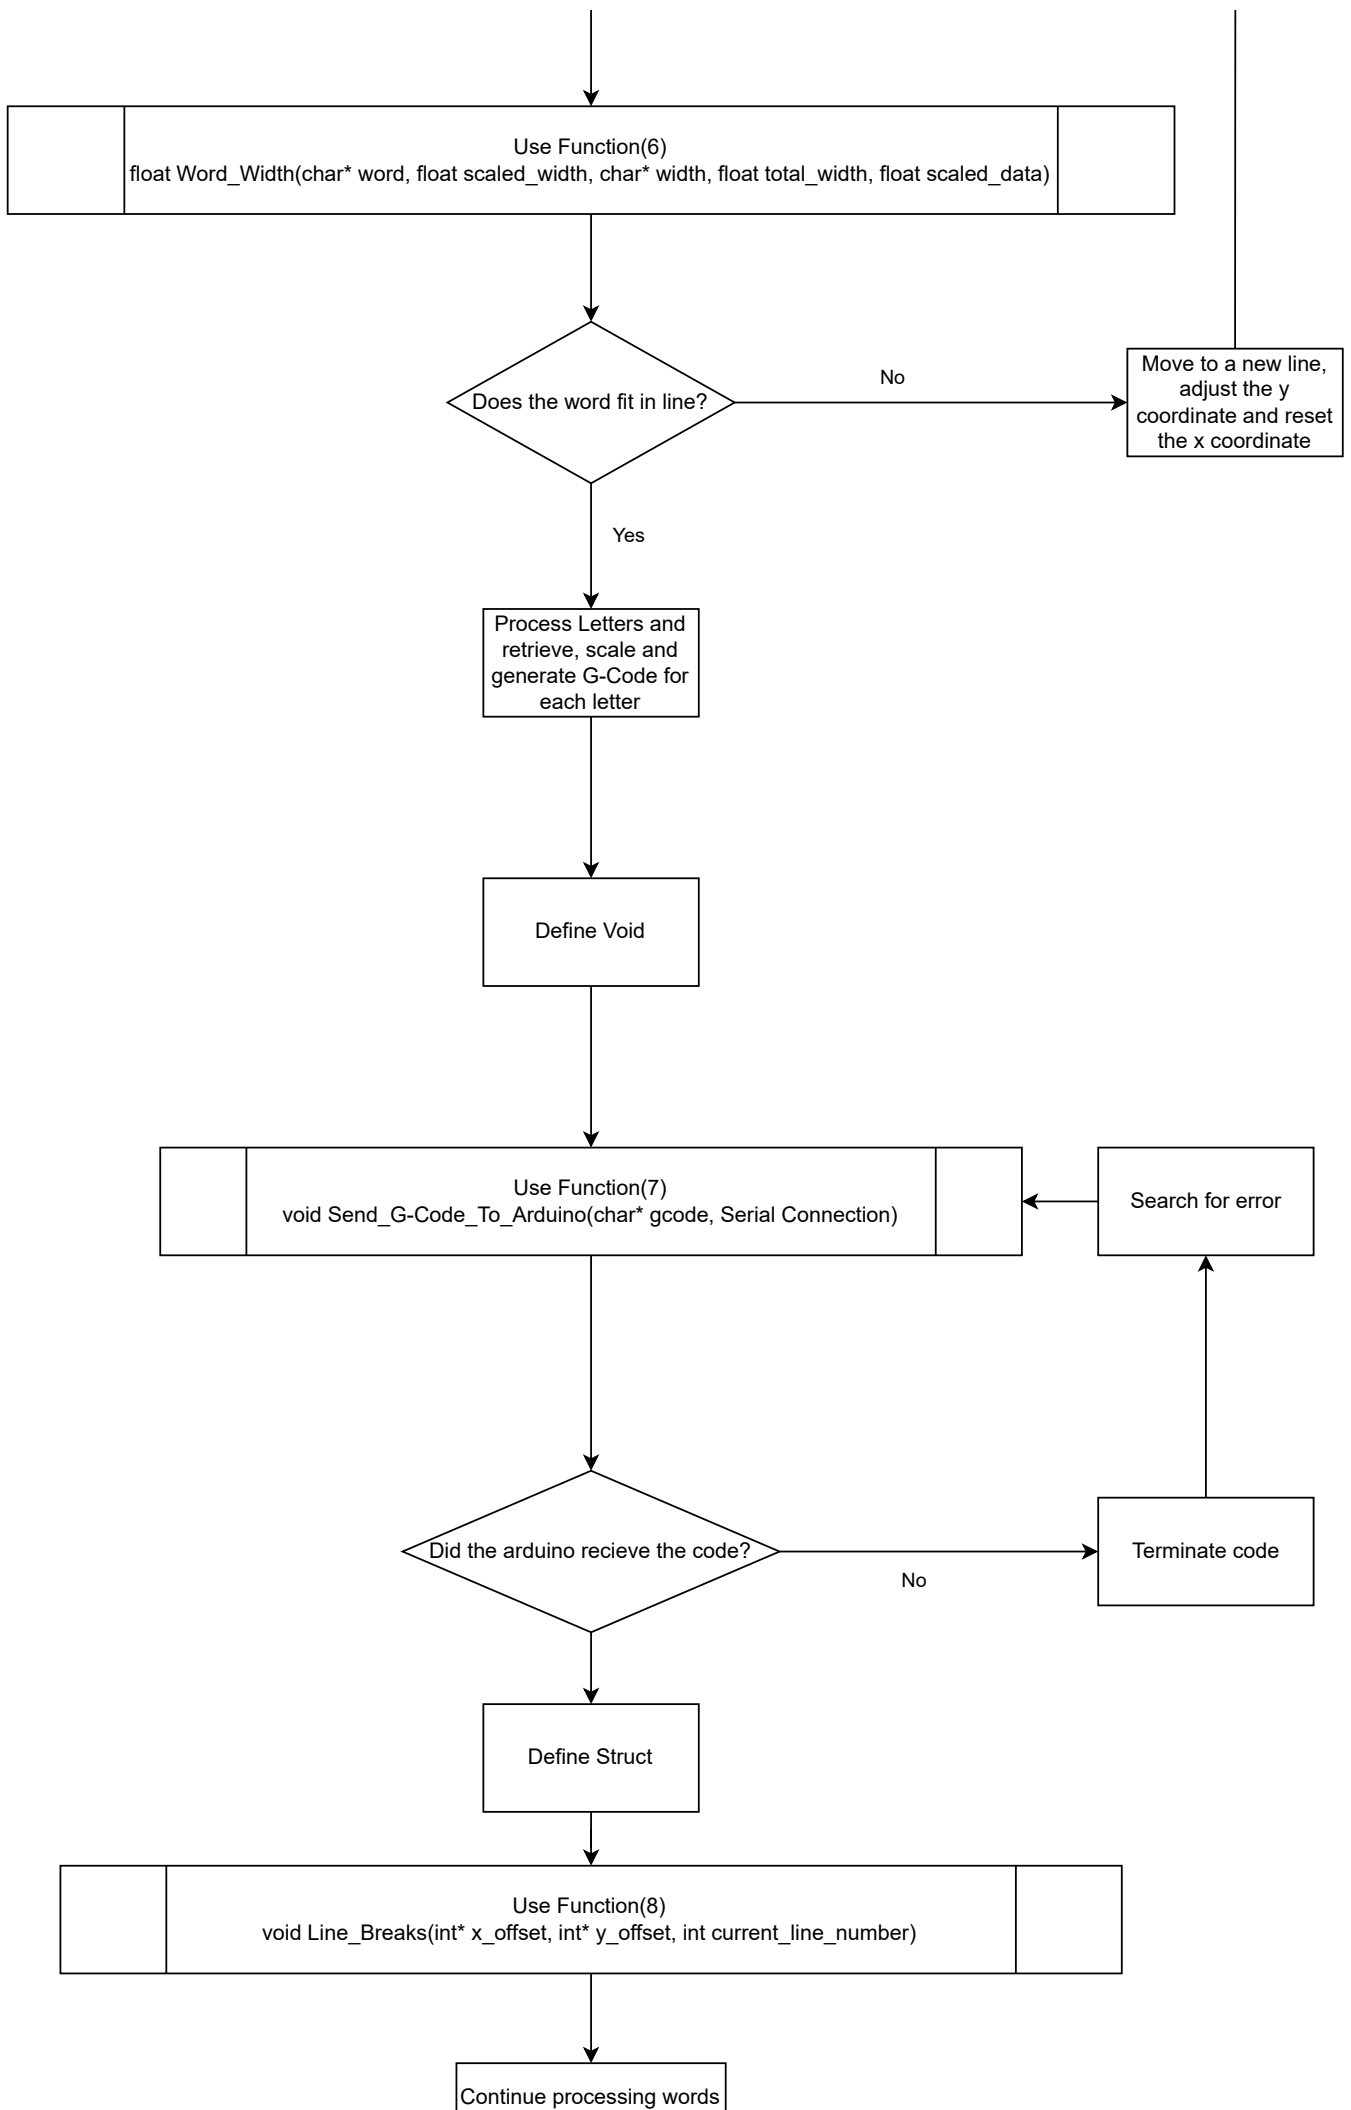 Use Function(6)
float Word_Width(char* word, float scaled_width, char* width, float total_width, float scaled_data)
Does the word fit in line?
No
Move to a new line,
adjust the y
coordinate and reset
the x coordinate
Yes
Process Letters and
retrieve, scale and
generate G-Code for
each letter
Define Void
Use Function(7)
void Send_G-Code_To_Arduino(char* gcode, Serial Connection)
Search for error
Did the arduino recieve the code?
No
Terminate code
Define Struct
Use Function(8)
void Line_Breaks(int* x_offset, int* y_offset, int current_line_number)
Continue processing words